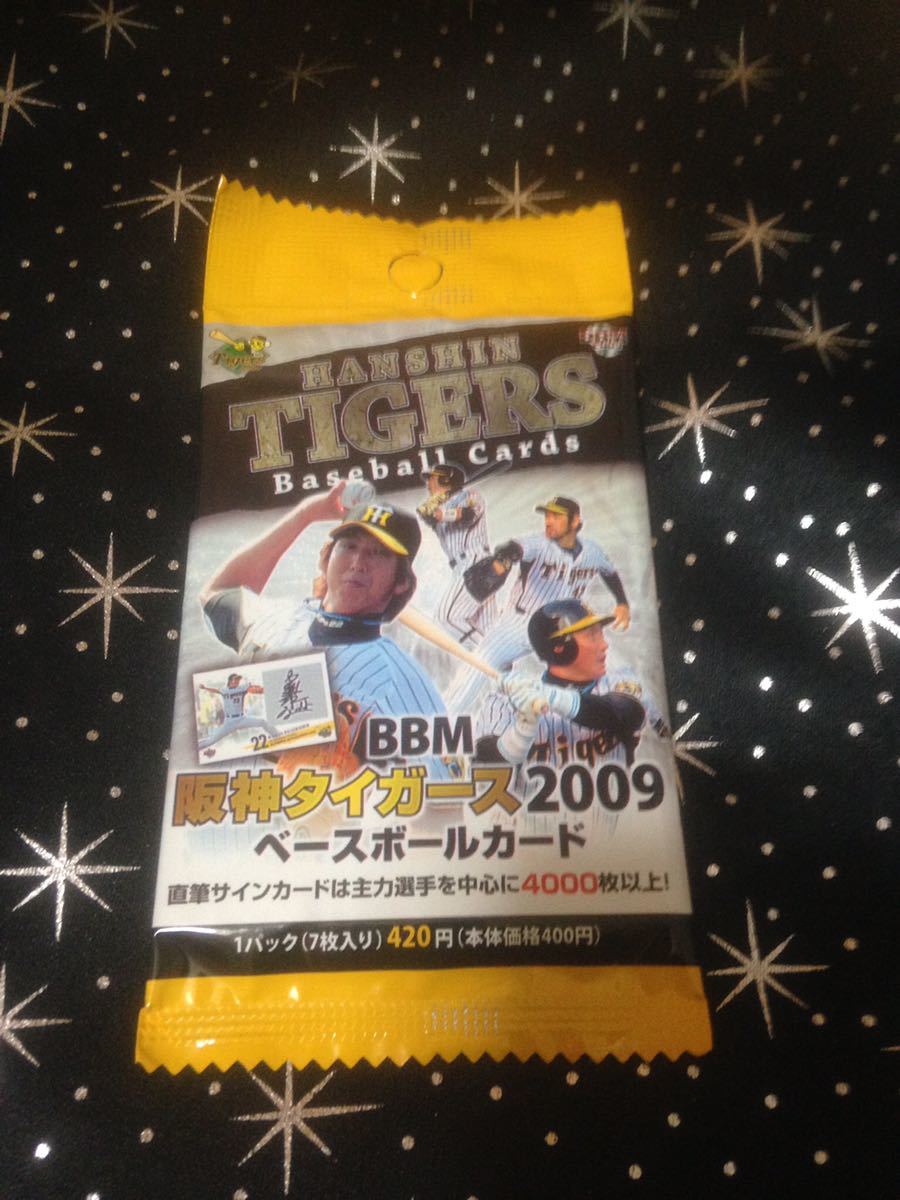 HANSHIN
TIGERS
Baseball Cards
Tigers
22
BBM
阪神タイガース2009
ベースボールカード
直筆サインカードは主力選手を中心に4000枚以上!
1パック(7枚入り)420円(本体価格400円)